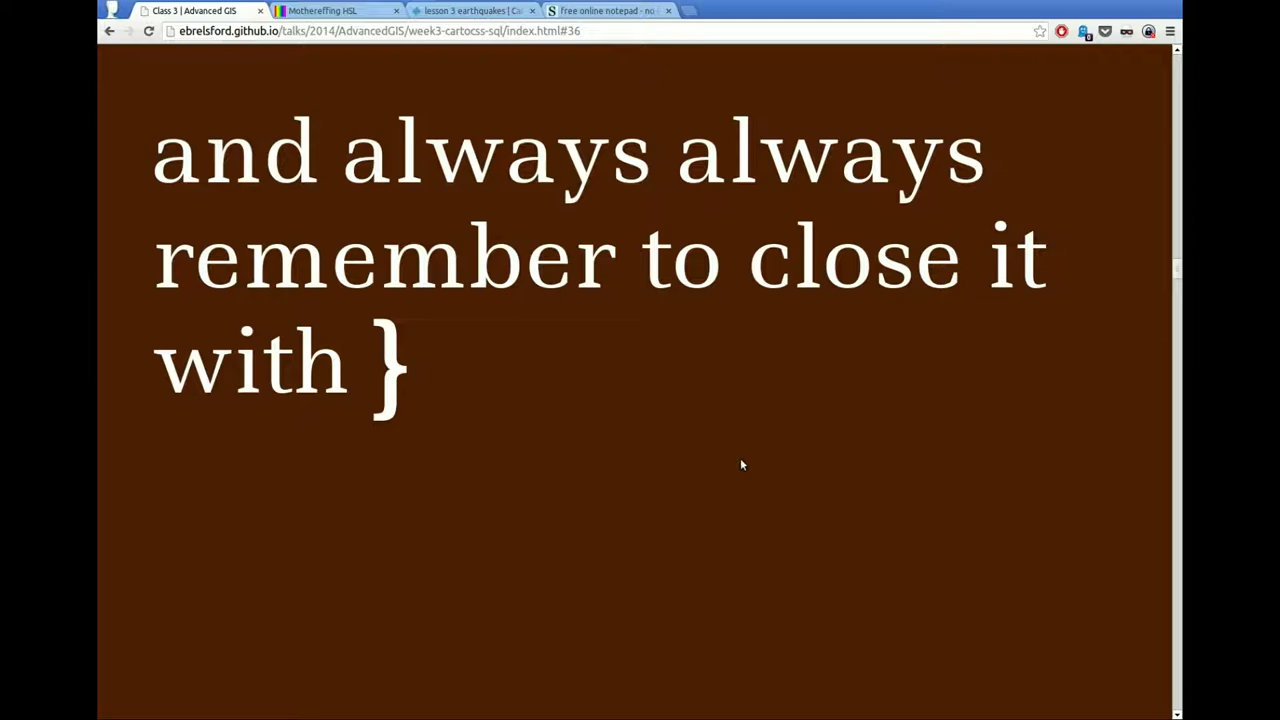 Class 3 | Advanced GIS
Mothereffing HSL
lesson 3 earthquakes | Ca
free online notepad - no
ebrelsford.github.io/talks/2014/AdvancedGIS/week3-cartocss-sql/index.html#36
and always always
remember to close it
with }